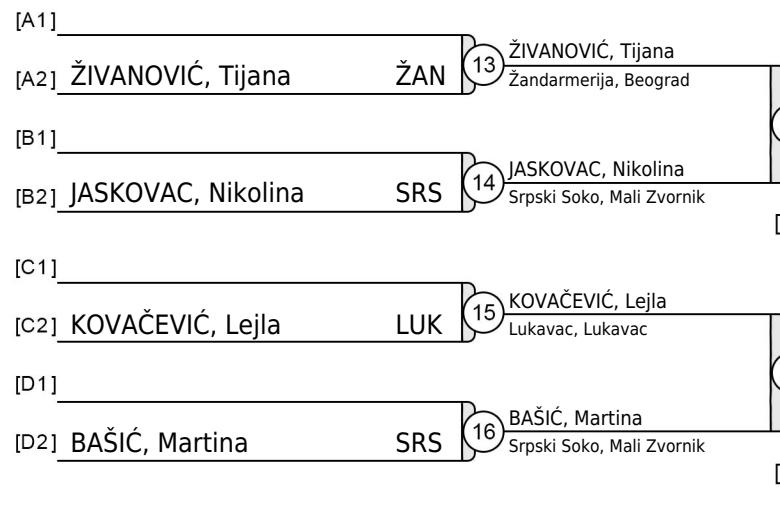 [A1]
[A2] ŽIVANOVIĆ, Tijana ŽAN 13 ŽIVANOVIĆ, Tijana
Žandarmerija, Beograd
[B1]
[B2] JASKOVAC, Nikolina SRS 14 JASKOVAC, Nikolina
Srpski Soko, Mali Zvornik
[C1]
[C2] KOVAČEVIĆ, Lejla LUK 15 KOVAČEVIĆ, Lejla
Lukavac, Lukavac
[D1]
[D2] BAŠIĆ, Martina SRS 16 BAŠIĆ, Martina
Srpski Soko, Mali Zvornik